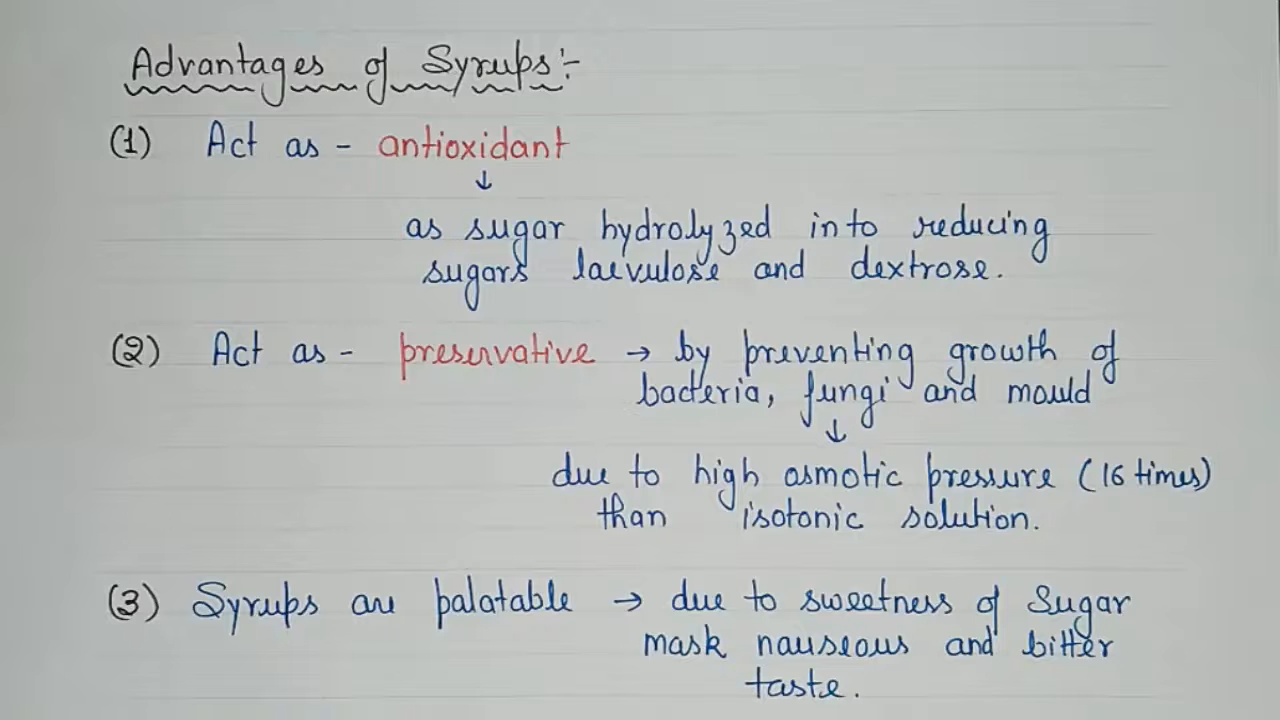 Advantages of Syrups:-
(1) Act as - antioxidant
↓
as sugar hydrolyzed into reducing
sugars laevulose and dextrose.
(2) Act as - preservative → by preventing growth of
bacteria, fungi and mould
↓
due to high osmotic pressure (16 times)
than isotonic solution.
(3) Syrups are palatable → due to sweetness of Sugar
mask nauseous and bitter
taste.